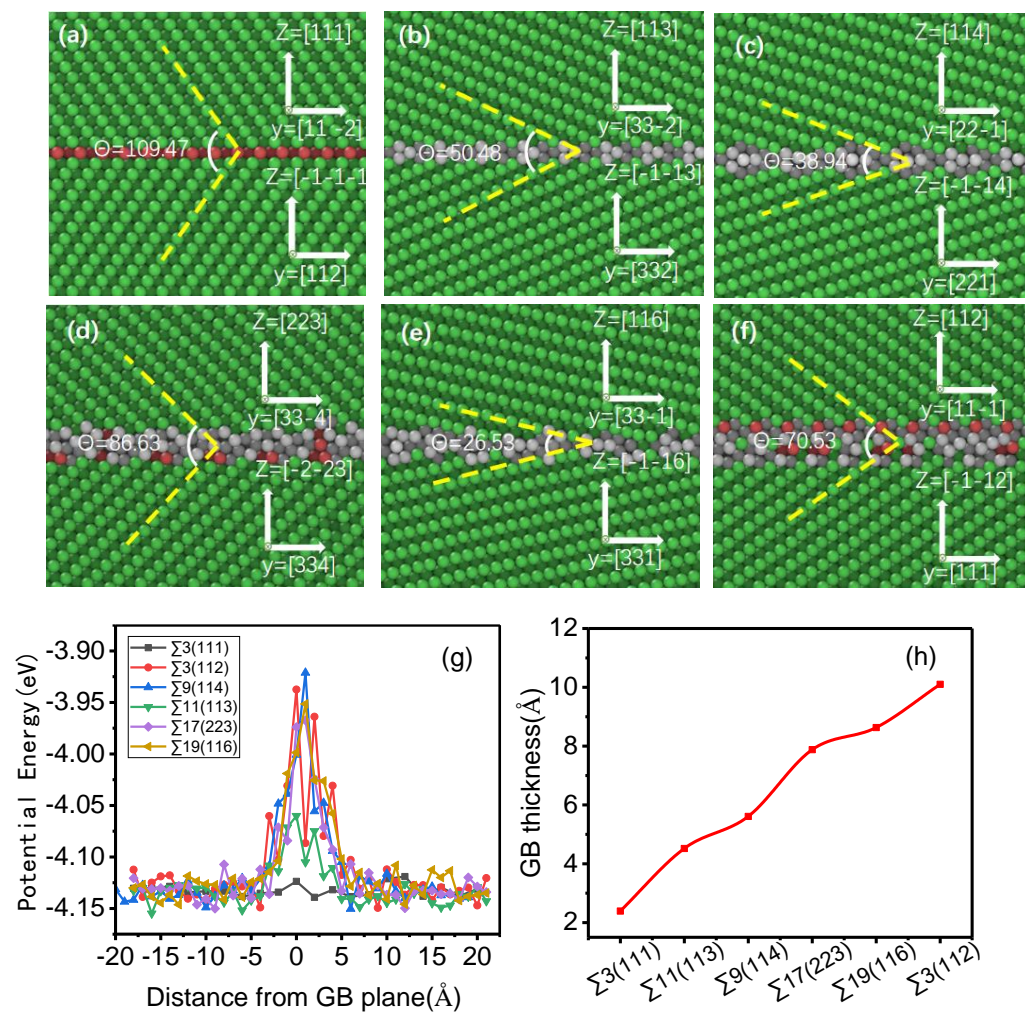 (a)
Z=[111]
y=[11 -2]
Θ=109.47
Z=[-1-1-1
y=[112]
(b)
Z=[113]
y=[33-2]
Θ=50.48
Z=[-1-13]
y=[332]
(c)
Z=[114]
y=[22-1]
Θ=38.94
Z=[-1-14]
y=[221]
(d)
Z=[223]
y=[33-4]
Θ=86.63
Z=[-2-23]
y=[334]
(e)
Z=[116]
y=[33-1]
Θ=26.53
Z=[-1-16]
y=[331]
(f)
Z=[112]
y=[11-1]
Θ=70.53
Z=[-1-12]
y=[111]
(g)
Potential Energy (eV)
-3.90
-3.95
-4.00
-4.05
-4.10
-4.15
∑3(111)
∑3(112)
∑9(114)
∑11(113)
∑17(223)
∑19(116)
-20 -15 -10 -5 0 5 10 15 20
Distance from GB plane(Å)
(h)
GB thickness(Å)
12
10
8
6
4
2
∑3(111) ∑11(113) ∑9(114) ∑17(223) ∑19(116) ∑3(112)